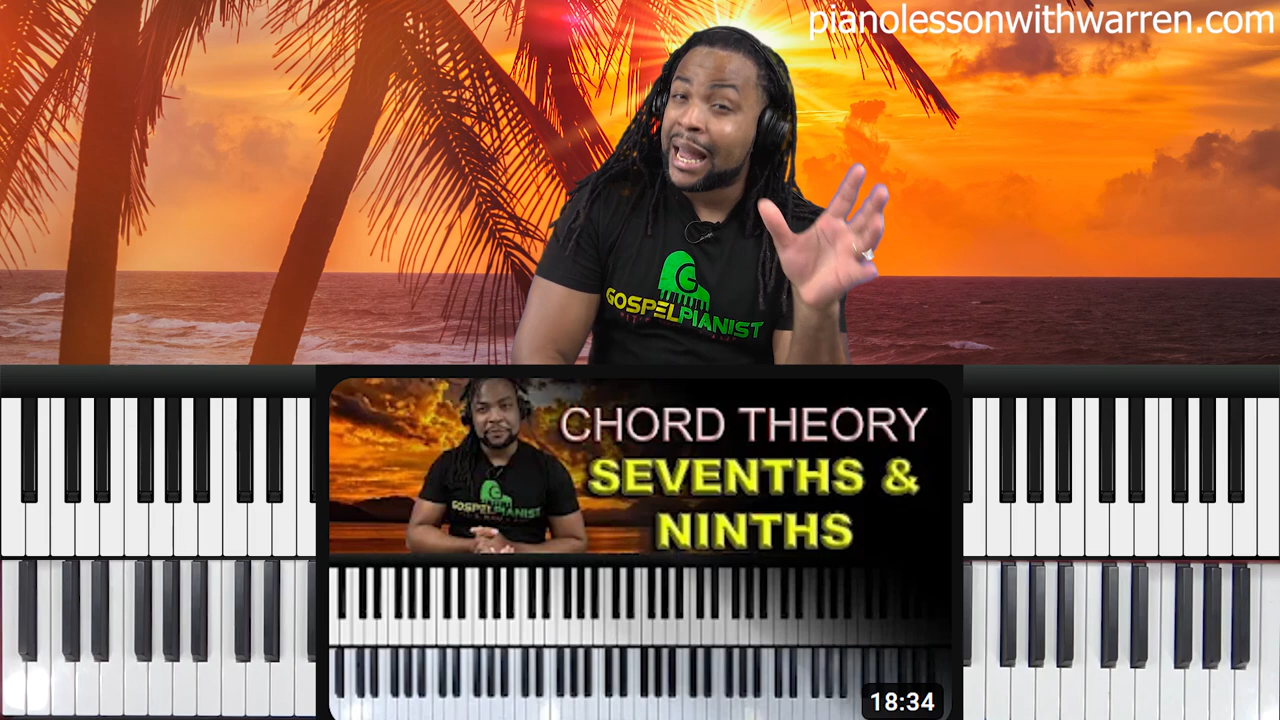 pianolessonwithwarren.com
G
GOSPELPIANIST
CHORD THEORY
SEVENTHS &
NINTHS
GOSPELPIANIST
18:34